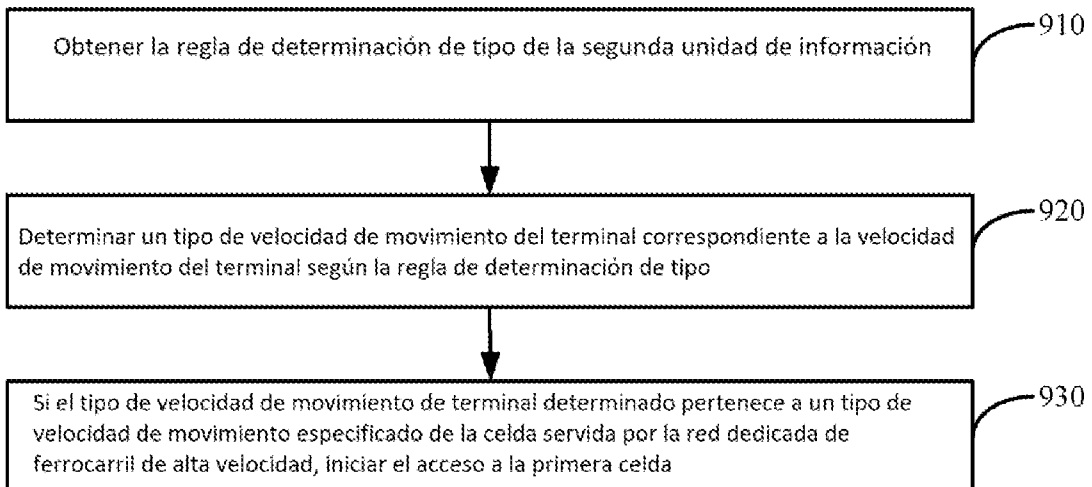 Obtener la regla de determinación de tipo de la segunda unidad de información
910
Determinar un tipo de velocidad de movimiento del terminal correspondiente a la velocidad
de movimiento del terminal según la regla de determinación de tipo
920
Si el tipo de velocidad de movimiento de terminal determinado pertenece a un tipo de
velocidad de movimiento especificado de la celda servida por la red dedicada de
ferrocarril de alta velocidad, iniciar el acceso a la primera celda
930